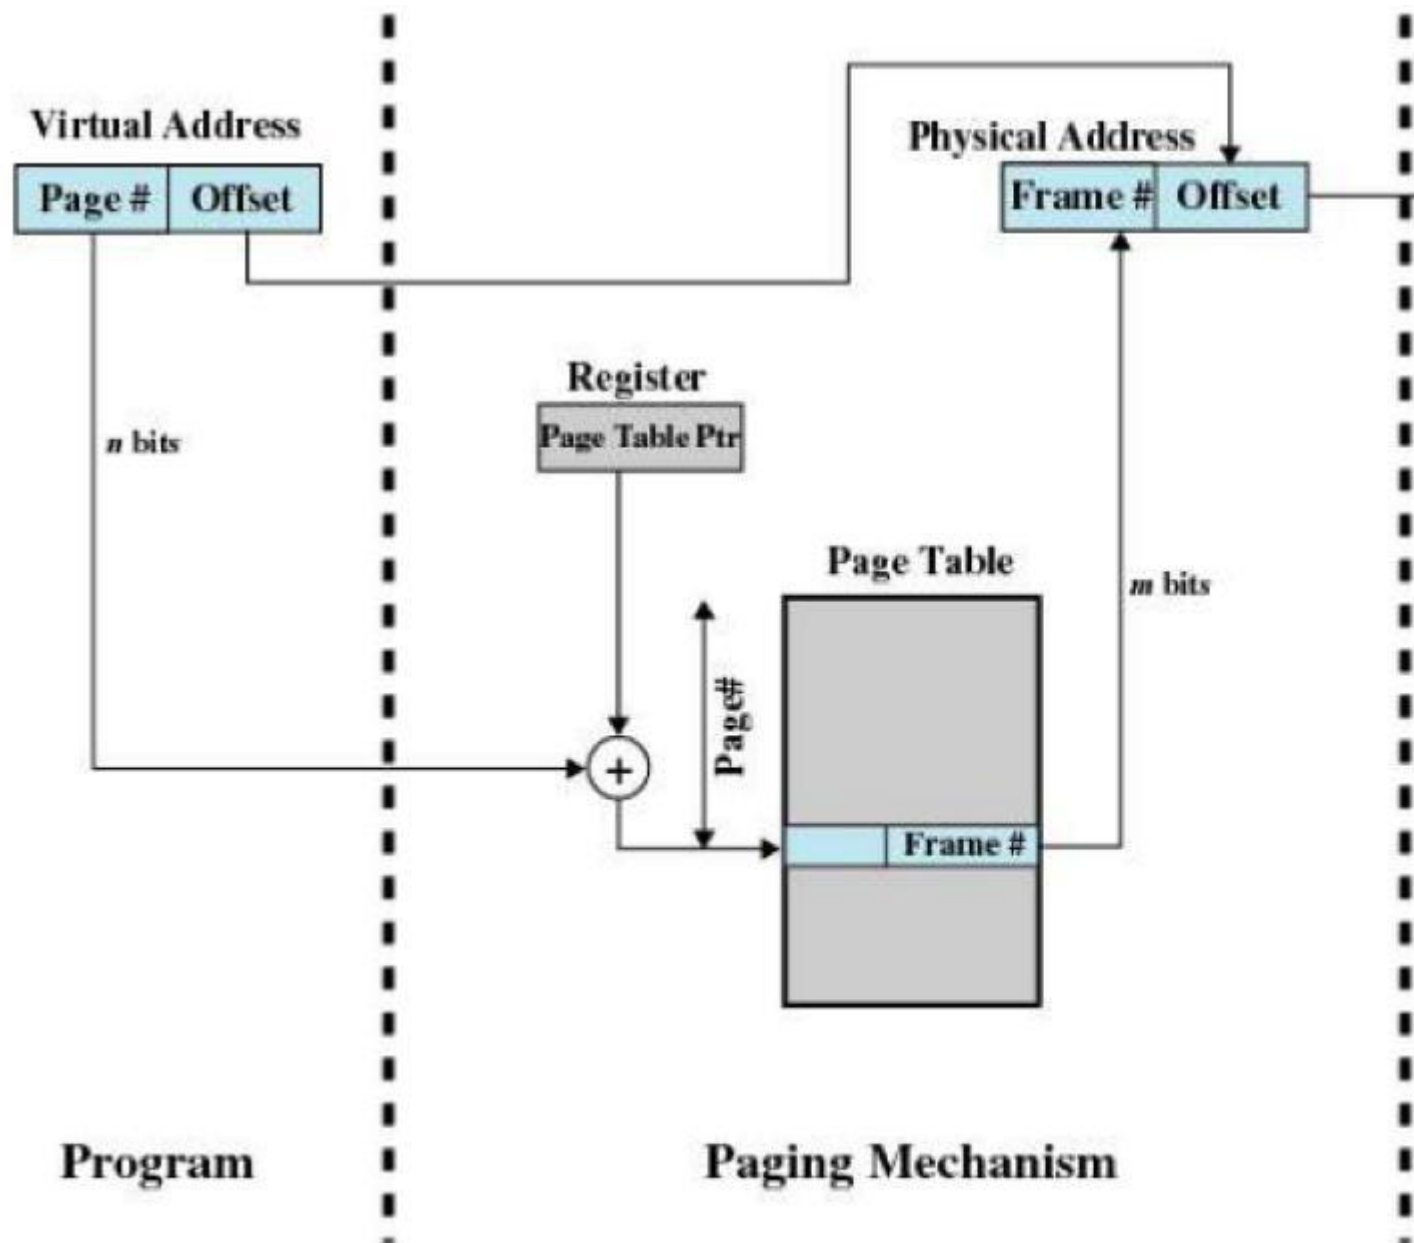 Virtual Address
Page #
Offset
Physical Address
Frame #
Offset
Register
Page Table Ptr
n bits
Page Table
m bits
Page#
+
Frame #
Program
Paging Mechanism